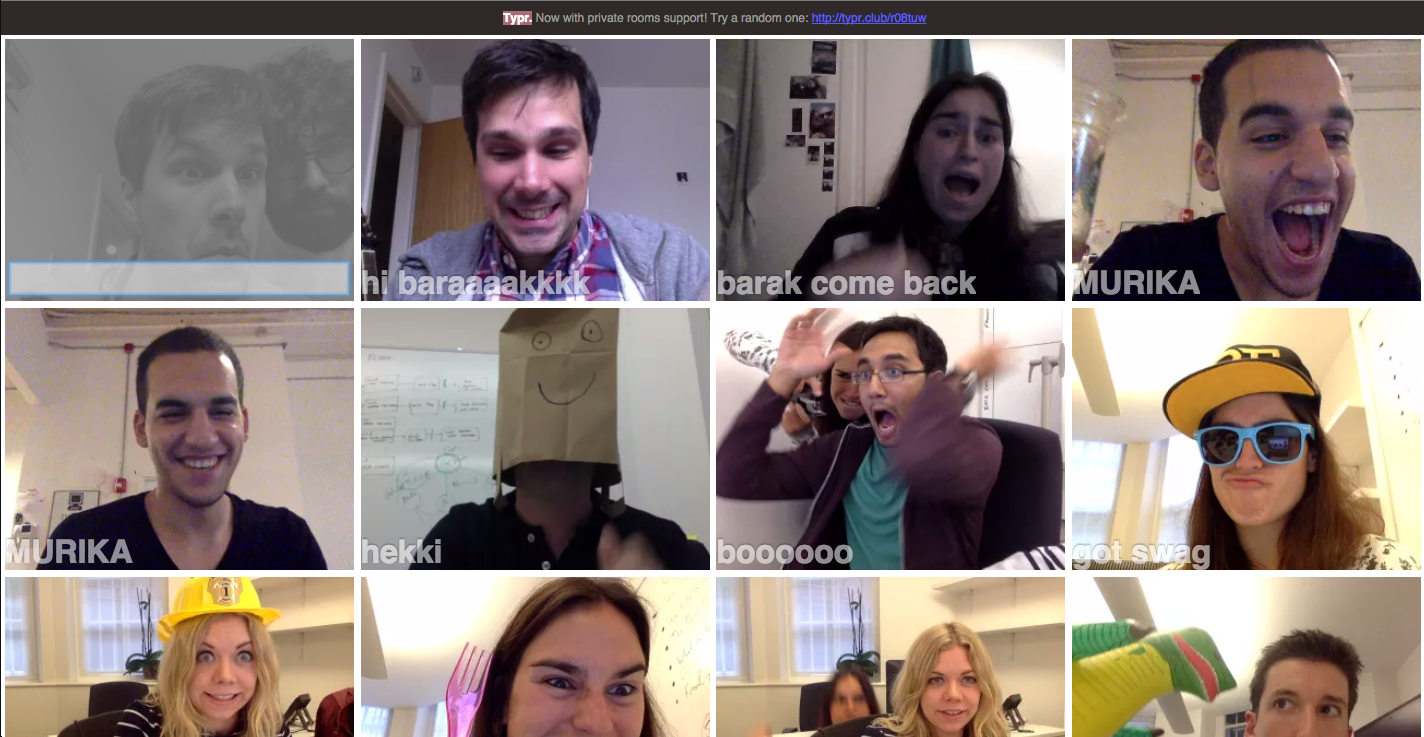 Typr. Now with private rooms support! Try a random one: http://typr.club/r08tuw
hi baraaaakkkk
barak come back
MURIKA
MURIKA
hekki
boooooo
got swag
1